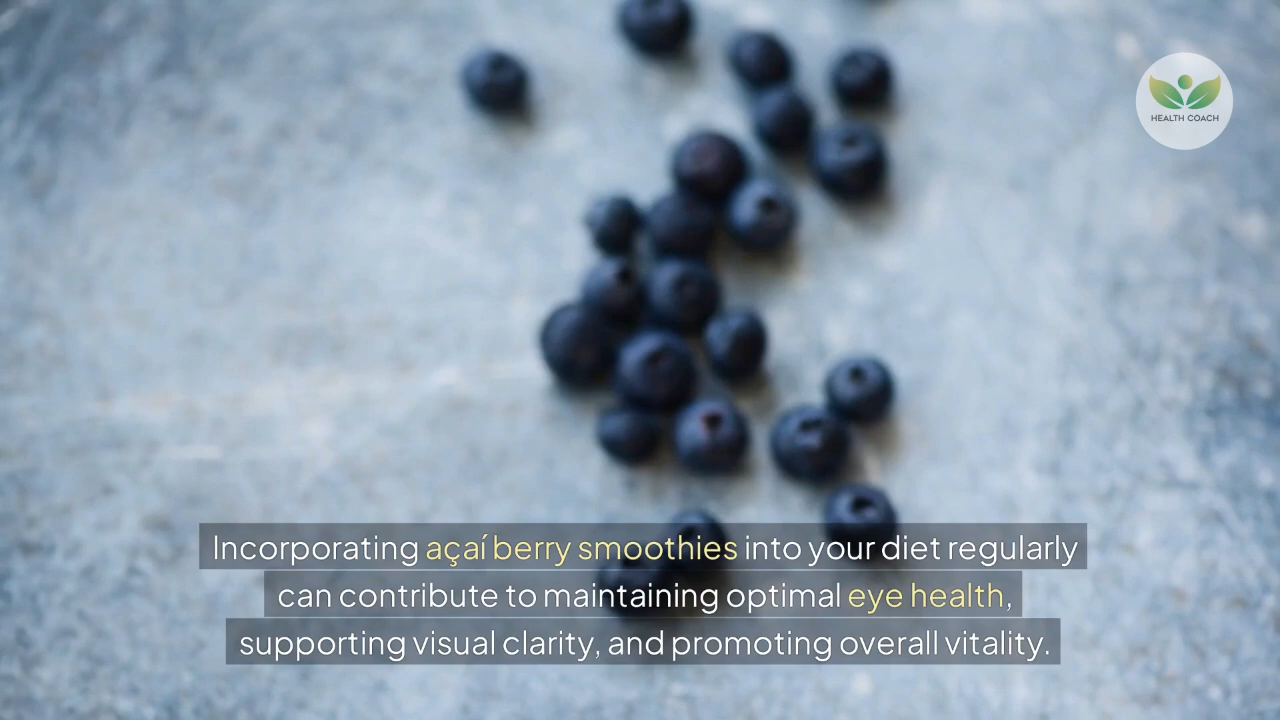 HEALTH COACH
Incorporating açaí berry smoothies into your diet regularly
can contribute to maintaining optimal eye health,
supporting visual clarity, and promoting overall vitality.